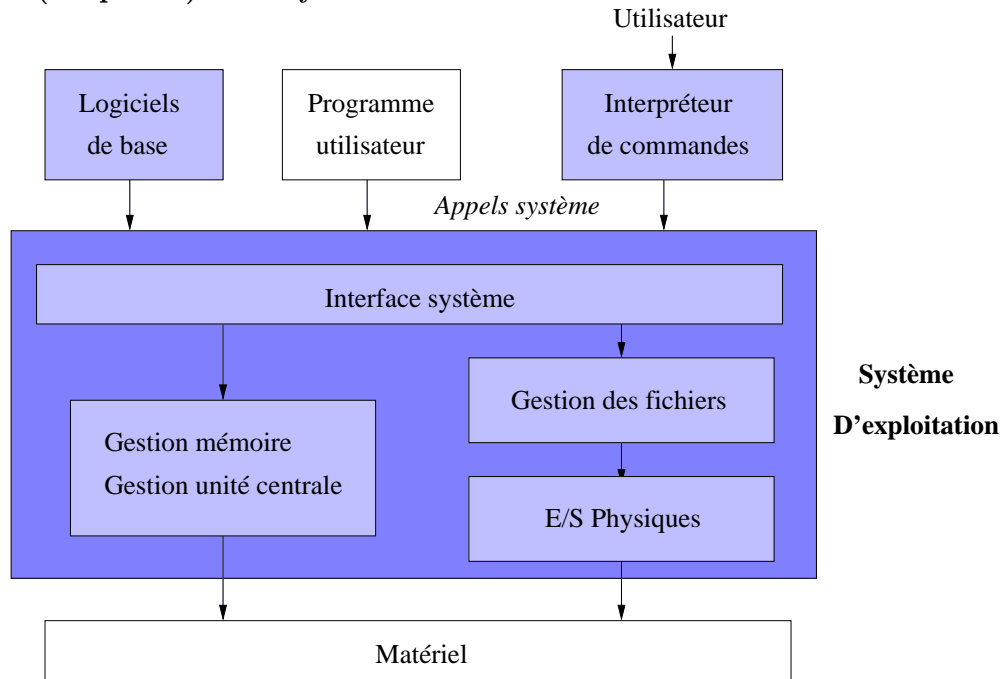 Utilisateur
Logiciels
de base
Programme
utilisateur
Interpréteur
de commandes
Appels système
Interface système
Gestion des fichiers
Système
D'exploitation
Gestion mémoire
Gestion unité centrale
E/S Physiques
Matériel